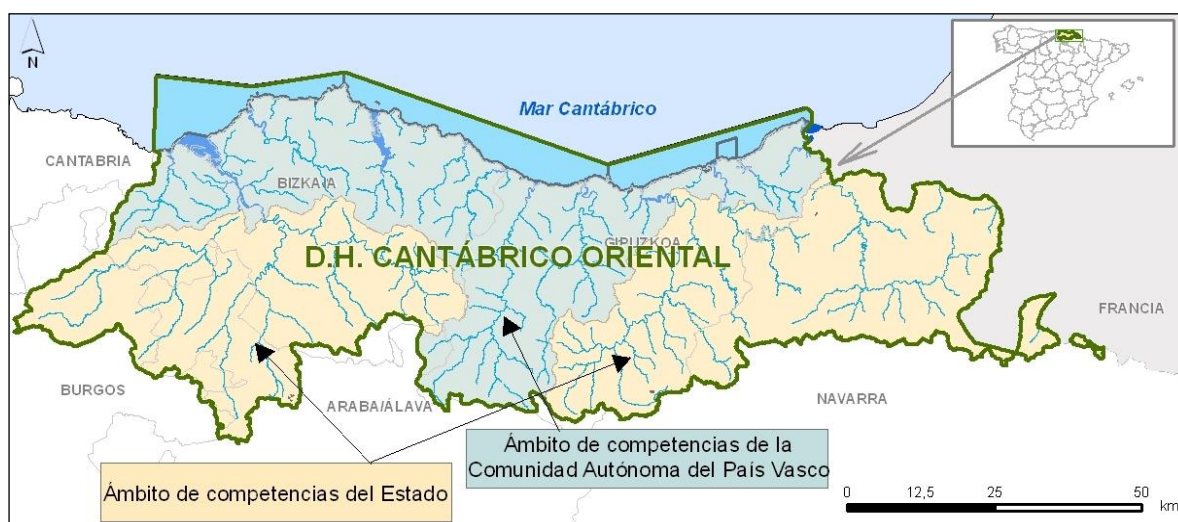 N
Mar Cantábrico
CANTABRIA
BIZKAIA
GIPUZKOA
D.H. CANTÁBRICO ORIENTAL
FRANCIA
BURGOS
ARABA/ÁLAVA
NAVARRA
Ámbito de competencias de la
Comunidad Autónoma del País Vasco
Ámbito de competencias del Estado
0 12,5 25 50
km